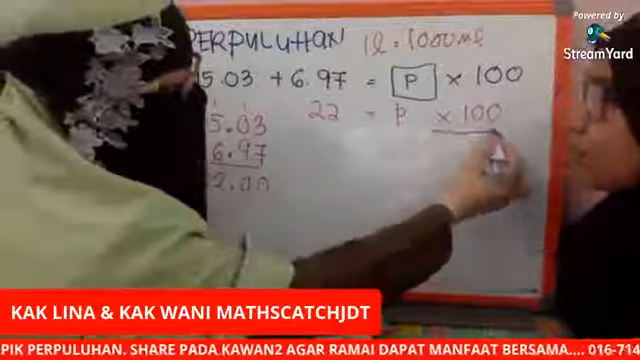 Powered by
StreamYard
PERPULUHAN 1ℓ = 1000mℓ
5.03 + 6.97 = P × 100
22 = P × 100
5.03
6.97
2.00
KAK LINA & KAK WANI MATHSCATCHJDT
PIK PERPULUHAN. SHARE PADA KAWAN2 AGAR RAMAI DAPAT MANFAAT BERSAMA.... 016-714